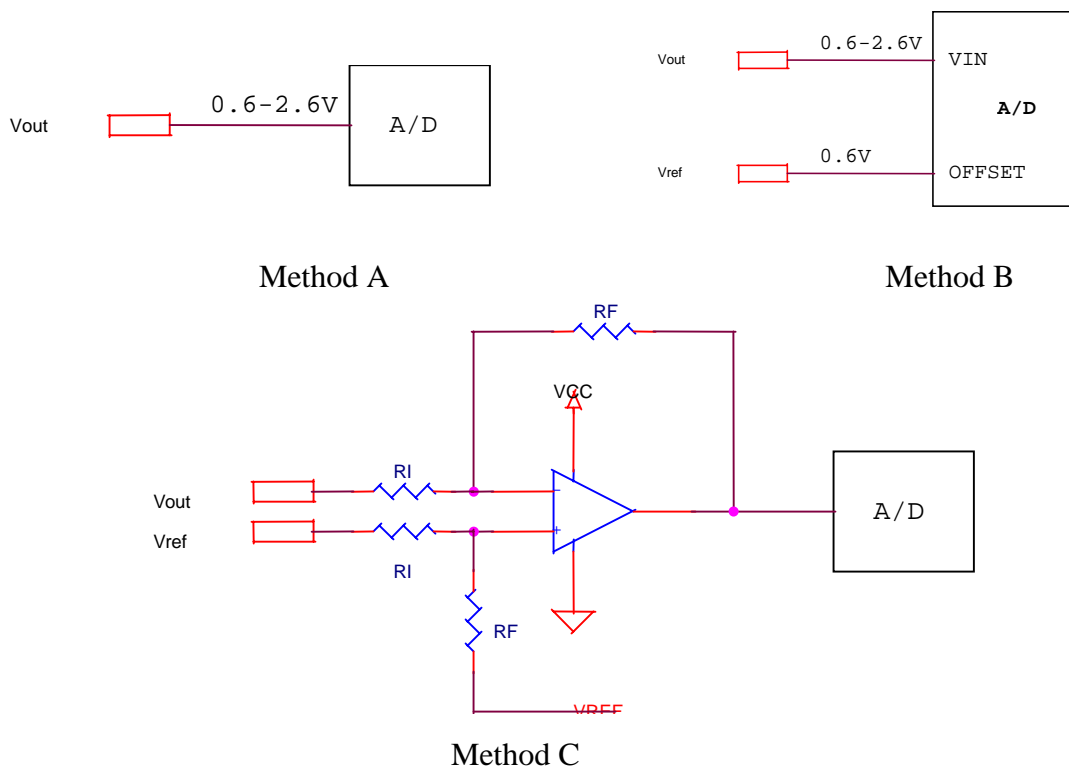 0.6-2.6V
Vout
A/D
Method A
0.6-2.6V
Vout
VIN
A/D
0.6V
Vref
OFFSET
Method B
RF
VCC
RI
Vout
Vref
RI
A/D
RF
VREF
Method C